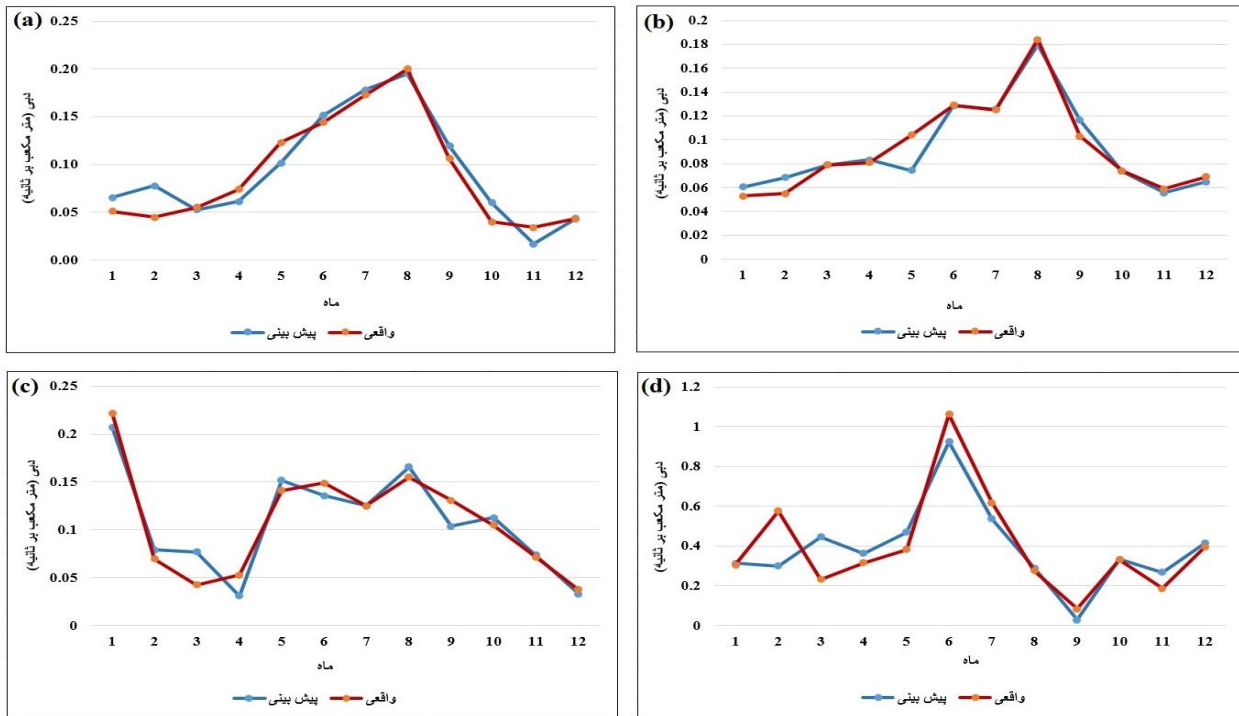 (a)
0.25
0.20
0.15
0.10
0.05
0.00
دبی (متر مکعب بر ثانیه)
1 2 3 4 5 6 7 8 9 10 11 12
ماه
پیش بینی واقعی
(b)
0.2
0.18
0.16
0.14
0.12
0.1
0.08
0.06
0.04
0.02
0
دبی (متر مکعب بر ثانیه)
1 2 3 4 5 6 7 8 9 10 11 12
ماه
پیش بینی واقعی
(c)
0.25
0.2
0.15
0.1
0.05
0
دبی (متر مکعب بر ثانیه)
1 2 3 4 5 6 7 8 9 10 11 12
ماه
پیش بینی واقعی
(d)
1.2
1
0.8
0.6
0.4
0.2
0
دبی (متر مکعب بر ثانیه)
1 2 3 4 5 6 7 8 9 10 11 12
ماه
پیش بینی واقعی